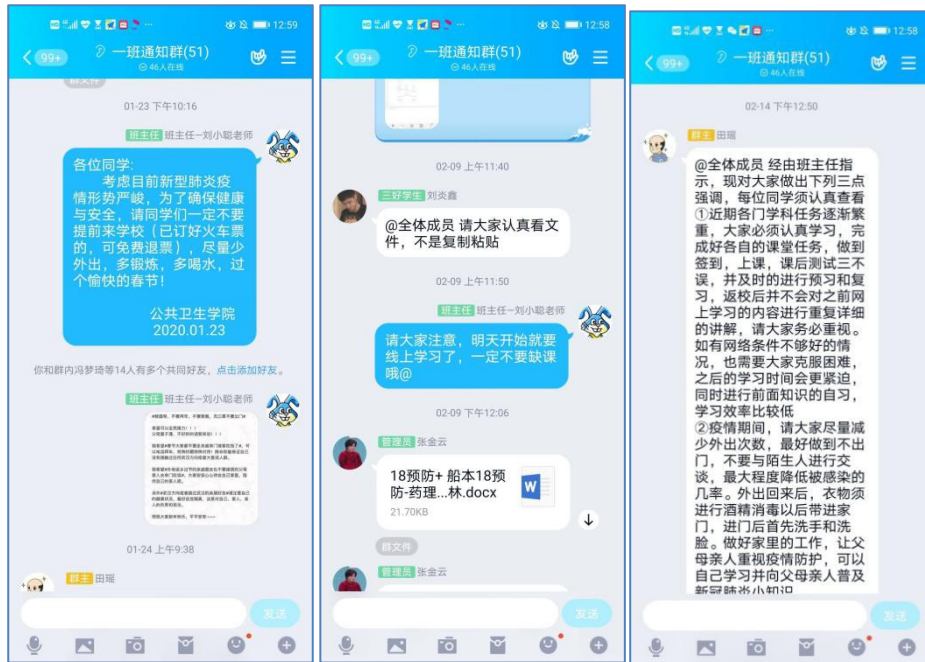 12:59
99+
一班通知群(51)
46人在线
群文件
01-23 下午10:16
班主任 班主任-刘小聪老师
各位同学:
考虑目前新型肺炎疫
情形势严峻,为了确保健康
与安全,请同学们一定不要
提前来学校(已订好火车票
的,可免费退票),尽量少
外出,多锻炼,多喝水,过
个愉快的春节!
公共卫生学院
2020.01.23
你和群内冯梦琦等14人有多个共同好友,点击添加好友。
班主任 班主任-刘小聪老师
01-24 上午9:38
群主 田瑶
发送
12:58
99+
一班通知群(51)
46人在线
02-09 上午11:40
三好学生 刘炎鑫
@全体成员 请大家认真看文
件,不是复制粘贴
02-09 上午11:50
班主任 班主任-刘小聪老师
请大家注意,明天开始就要
线上学习了,一定不要缺课
哦@
02-09 下午12:06
管理员 张金云
18预防+ 船本18预
防-药理...林.docx
21.70KB
W
群文件
管理员 张金云
发送
12:58
99+
一班通知群(51)
46人在线
02-14 下午12:50
群主 田瑶
@全体成员 经由班主任指
示,现对大家做出下列三点
强调,每位同学须认真查看
①近期各门学科任务逐渐繁
重,大家必须认真学习,完
成好各自的课堂任务,做到
签到,上课,课后测试三不
误,并及时的进行预习和复
习,返校后并不会对之前网
上学习的内容进行重复详细
的讲解,请大家务必重视。
如有网络条件不够好的情
况,也需要大家克服困难,
之后的学习时间会更紧迫,
同时进行前面知识的自习,
学习效率比较低
②疫情期间,请大家尽量减
少外出次数,最好做到不出
门,不要与陌生人进行交
谈,最大程度降低被感染的
几率。外出回来后,衣物须
进行酒精消毒以后带进家
门,进门后首先洗手和洗
脸。做好家里的工作,让父
母亲人重视疫情防护,可以
自己学习并向父母亲人普及
新冠肺炎小知识
发送